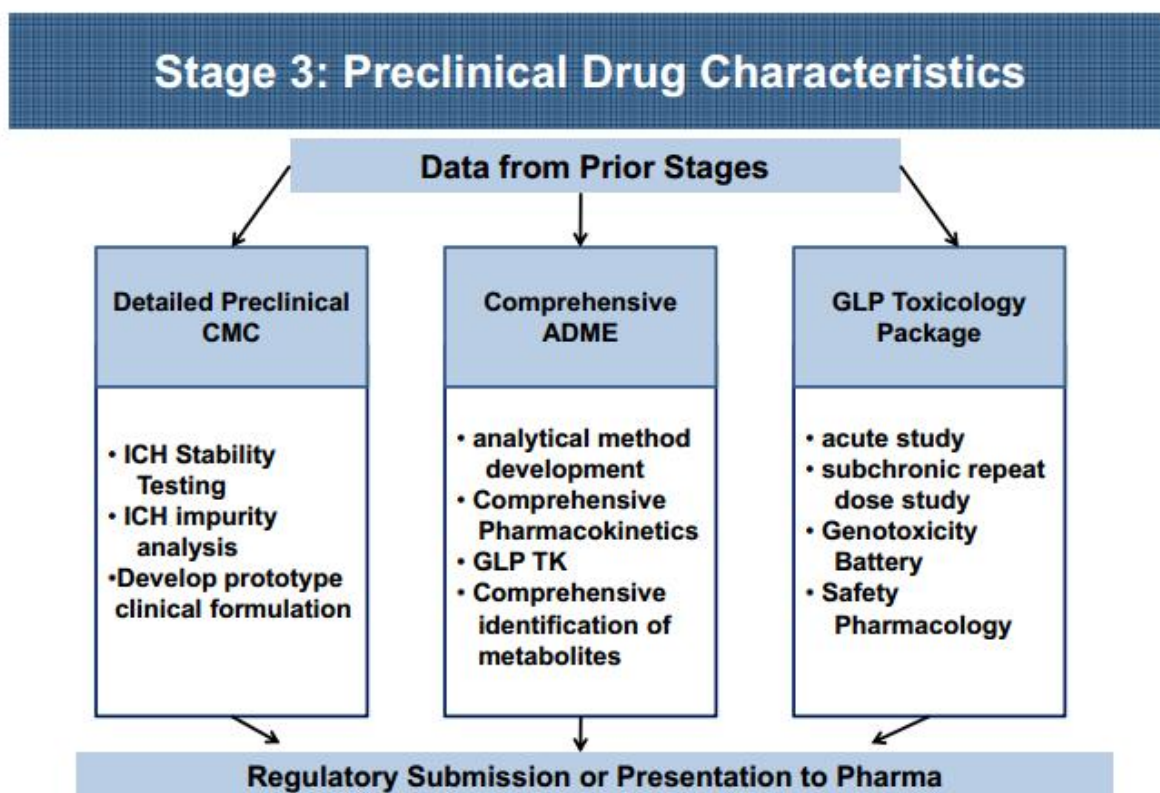 Stage 3: Preclinical Drug Characteristics
Data from Prior Stages
Detailed Preclinical
CMC
• ICH Stability
Testing
• ICH impurity
analysis
•Develop prototype
clinical formulation
Comprehensive
ADME
• analytical method
development
• Comprehensive
Pharmacokinetics
• GLP TK
• Comprehensive
identification of
metabolites
GLP Toxicology
Package
• acute study
• subchronic repeat
dose study
• Genotoxicity
Battery
• Safety
Pharmacology
Regulatory Submission or Presentation to Pharma